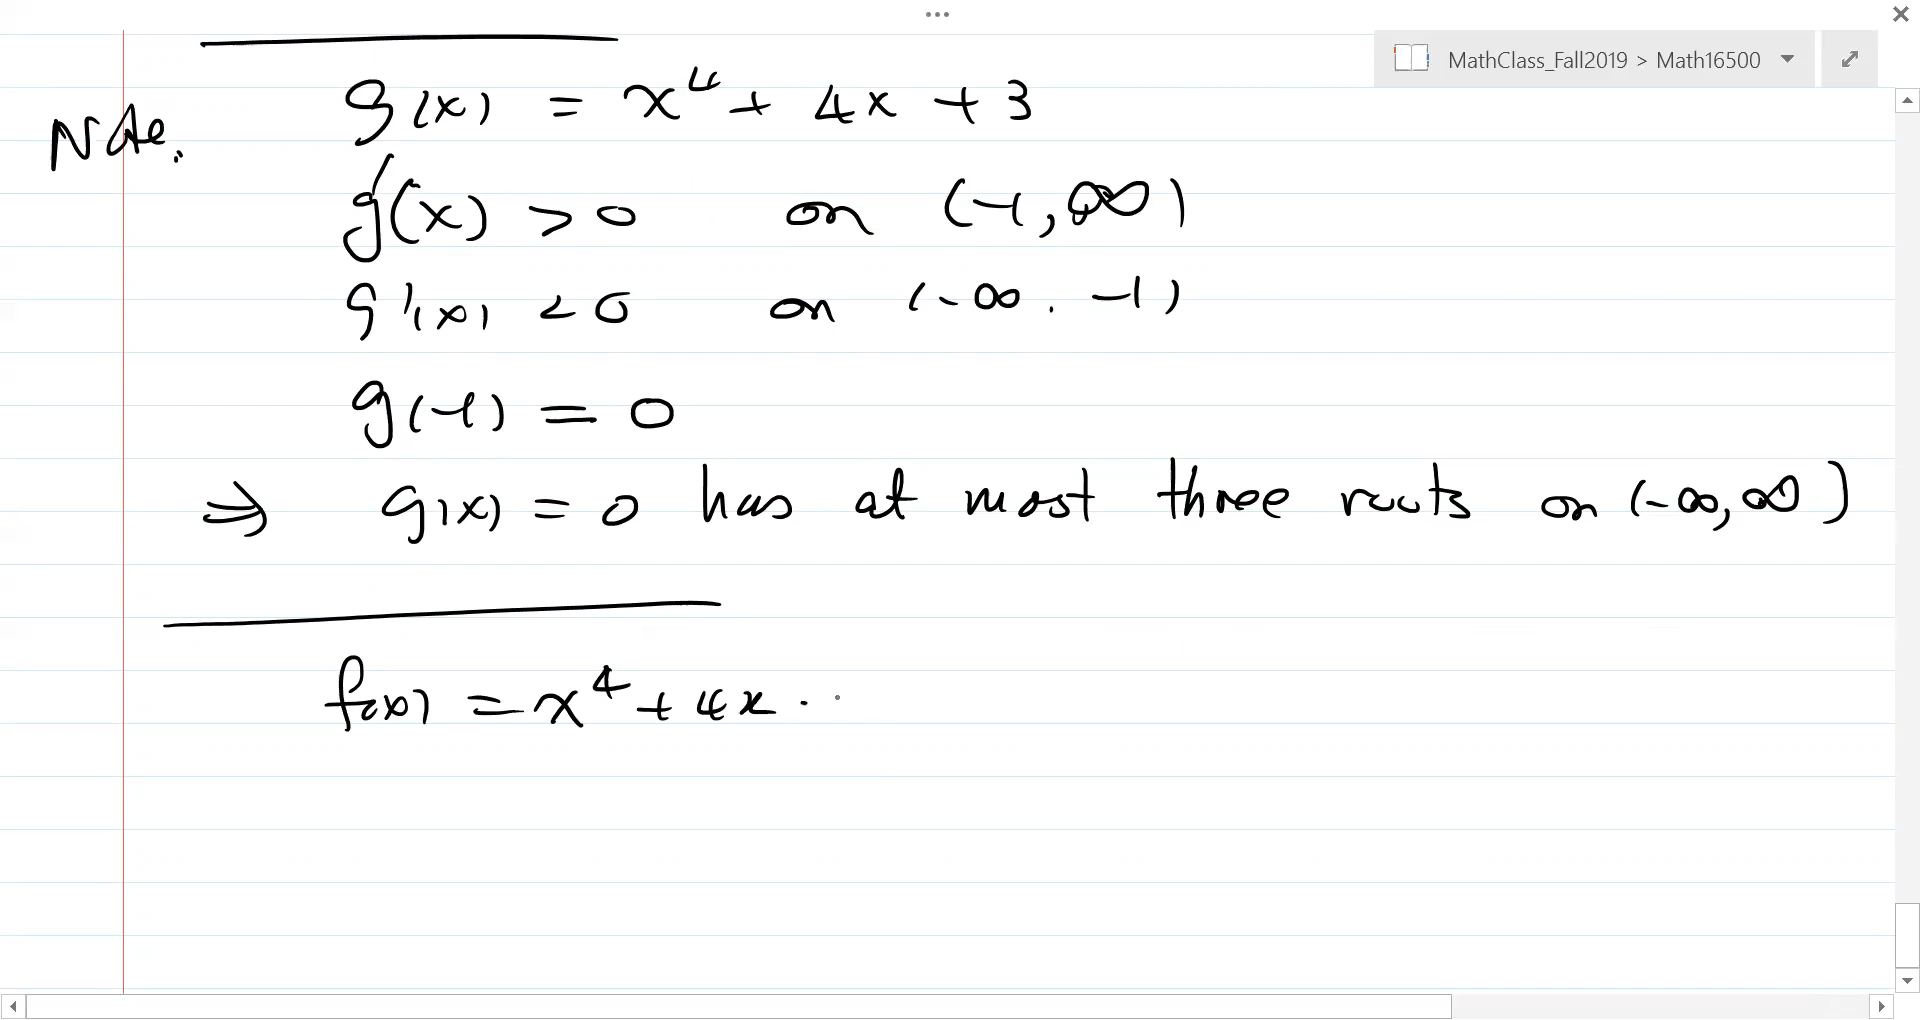 MathClass_Fall2019 > Math16500
Note. g(x) = x⁴ + 4x + 3
g'(x) > 0 on (-1, ∞)
g'(x) < 0 on (-∞. -1)
g(-1) = 0
⇒ g(x) = 0 has at most three roots on (-∞, ∞)
f(x) = x⁴ + 4x .